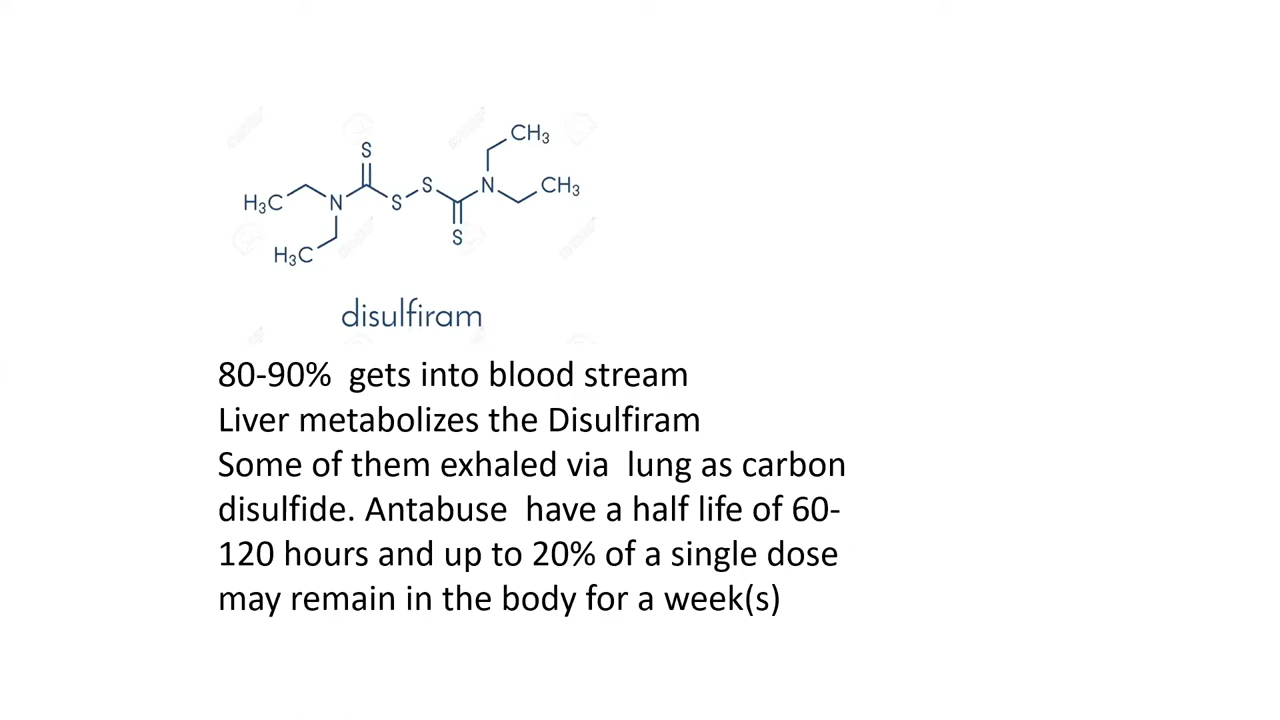 CH3
S
S
CH3
N
H3C
N
S
S
H3C
disulfiram
80-90%  gets into blood stream
Liver metabolizes the Disulfiram
Some of them exhaled via  lung as carbon
disulfide. Antabuse  have a half life of 60-
120 hours and up to 20% of a single dose
may remain in the body for a week(s)